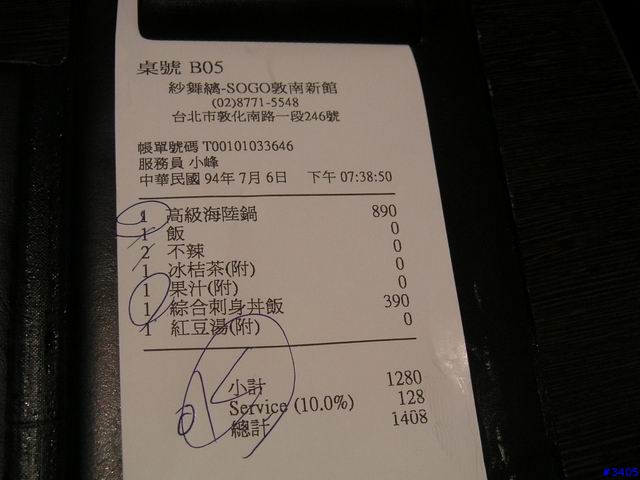 桌號 B05
紗舞縭-SOGO敦南新館
(02)8771-5548
台北市敦化南路一段246號
帳單號碼 T00101033646
服務員 小峰
中華民國 94年 7月 6日 下午 07:38:50
1 高級海陸鍋 890
1 飯 0
2 不辣 0
1 冰桔茶(附) 0
1 果汁(附) 0
1 綜合刺身丼飯 390
1 紅豆湯(附) 0
小計 1280
Service (10.0%) 128
總計 1408
#3405